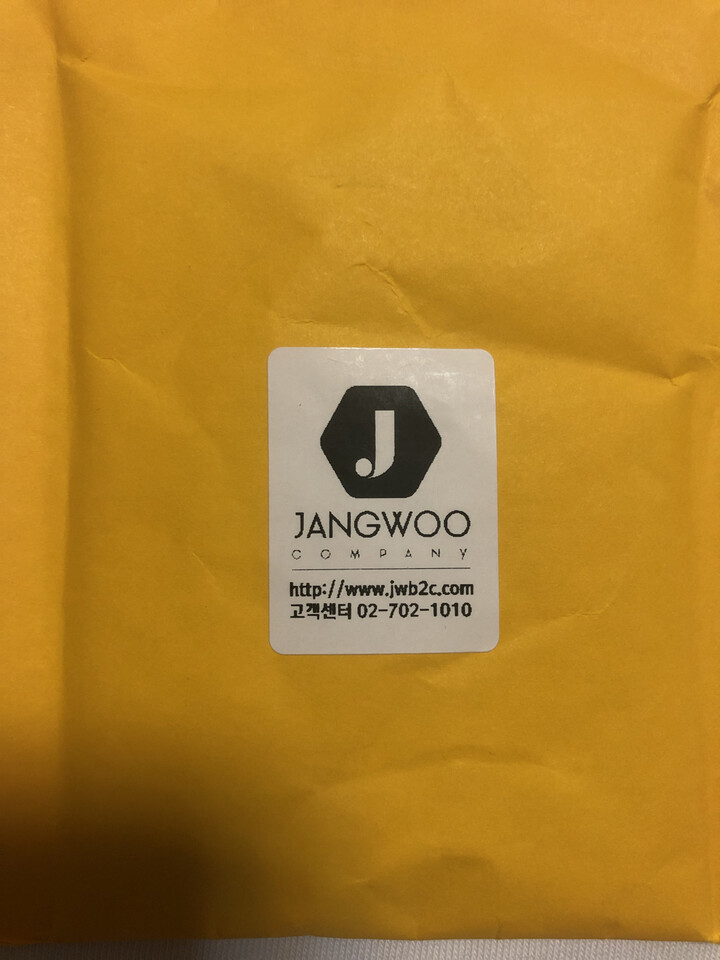 J
JANGWOO
COMPANY
http://www.jwb2c.com
고객센터 02-702-1010